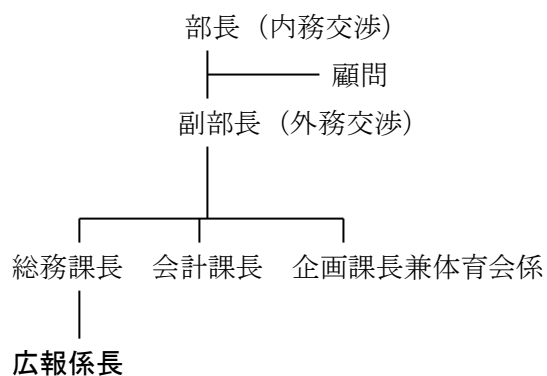 部長（内務交渉）
顧問
副部長（外務交渉）
総務課長　会計課長　企画課長兼体育会係
広報係長